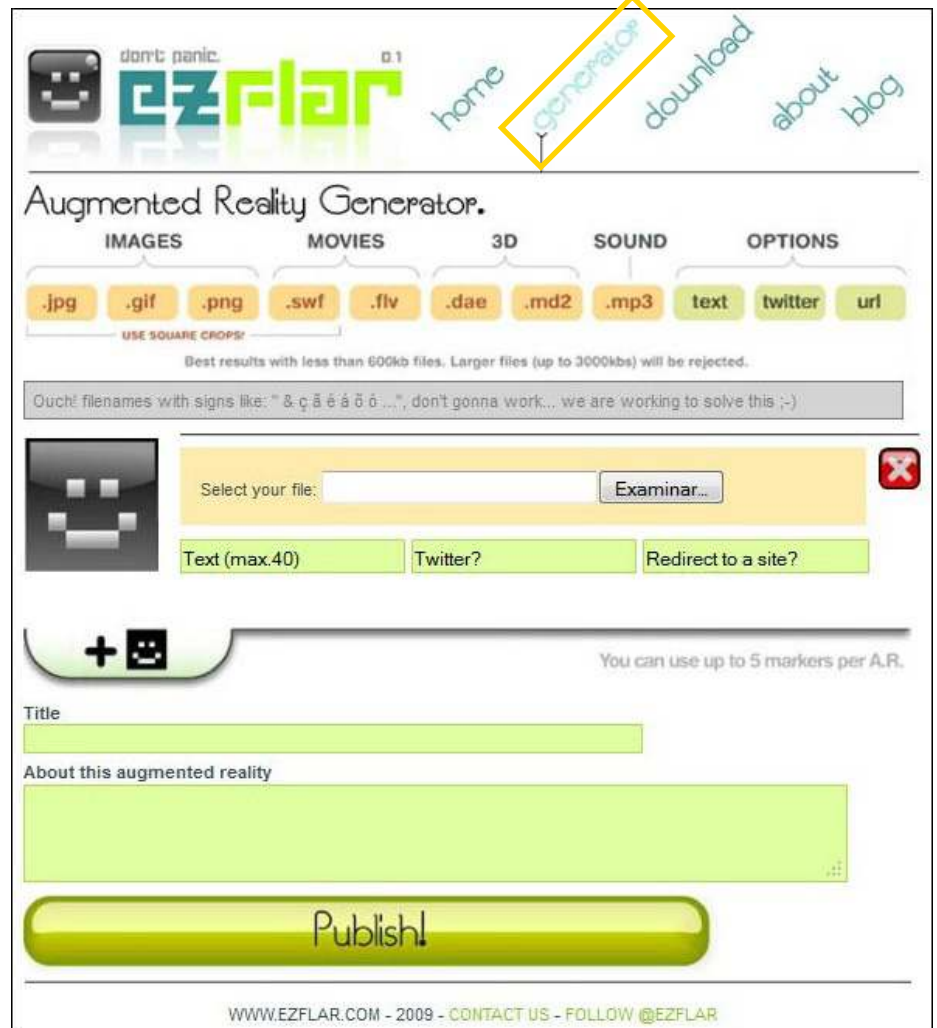 don't panic.
0.1
ezflar
home
generator
download
about
blog
Augmented Reality Generator.
IMAGES MOVIES 3D SOUND OPTIONS
.jpg .gif .png .swf .flv .dae .md2 .mp3 text twitter url
USE SQUARE CROPS!
Best results with less than 600kb files. Larger files (up to 3000kbs) will be rejected.
Ouch! filenames with signs like: " & ç ã é á õ ó ...", don't gonna work... we are working to solve this ;-)
Select your file: Examinar...
Text (max.40) Twitter? Redirect to a site?
You can use up to 5 markers per A.R.
Title
About this augmented reality
Publish!
WWW.EZFLAR.COM - 2009 - CONTACT US - FOLLOW @EZFLAR